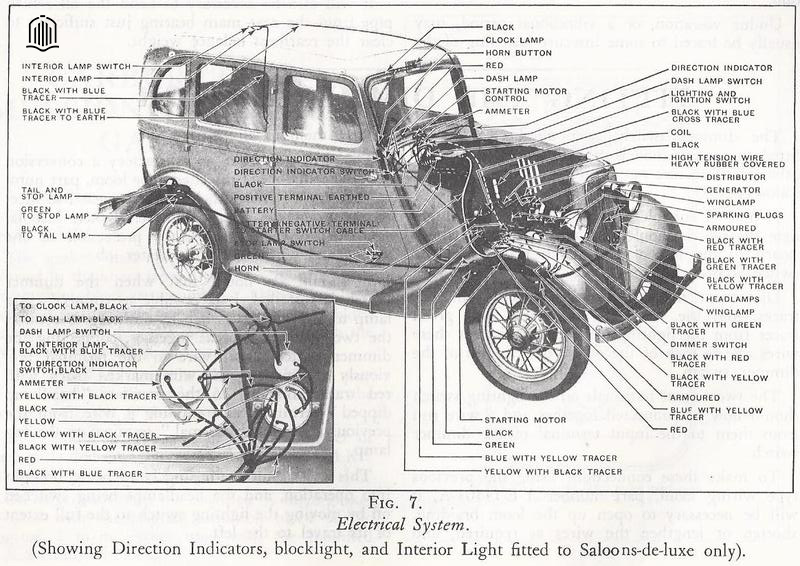 INTERIOR LAMP SWITCH
INTERIOR LAMP
BLACK WITH BLUE
TRACER
BLACK WITH BLUE
TRACER TO EARTH
TAIL AND
STOP LAMP
GREEN
TO STOP LAMP
BLACK
TO TAIL LAMP
BLACK
CLOCK LAMP
HORN BUTTON
RED
DASH LAMP
STARTING MOTOR
CONTROL
AMMETER
DIRECTION INDICATOR
DASH LAMP SWITCH
LIGHTING AND
IGNITION SWITCH
BLACK WITH BLUE
CROSS TRACER
COIL
BLACK
HIGH TENSION WIRE
HEAVY RUBBER COVERED
DISTRIBUTOR
GENERATOR
WINGLAMP
SPARKING PLUGS
ARMOURED
BLACK WITH
RED TRACER
BLACK WITH
GREEN TRACER
BLACK WITH
YELLOW TRACER
HEADLAMPS
WINGLAMP
BLACK WITH GREEN
TRACER
DIMMER SWITCH
BLACK WITH RED
TRACER
BLACK WITH YELLOW
TRACER
ARMOURED
BLUE WITH YELLOW
TRACER
RED
DIRECTION INDICATOR
DIRECTION INDICATOR SWITCH
BLACK
POSITIVE TERMINAL EARTHED
BATTERY
BATTERY NEGATIVE TERMINAL
STARTER SWITCH CABLE
STOP LAMP SWITCH
GREEN
HORN
TO CLOCK LAMP, BLACK
TO DASH LAMP, BLACK
DASH LAMP SWITCH
TO INTERIOR LAMP,
BLACK WITH BLUE TRACER
TO DIRECTION INDICATOR
SWITCH, BLACK
AMMETER
YELLOW WITH BLACK TRACER
BLACK
YELLOW
YELLOW WITH BLACK TRACER
BLACK WITH YELLOW TRACER
RED
BLACK WITH BLUE TRACER
STARTING MOTOR
BLACK
GREEN
BLUE WITH YELLOW TRACER
YELLOW WITH BLACK TRACER
FIG. 7.
Electrical System.
(Showing Direction Indicators, blocklight, and Interior Light fitted to Saloons-de-luxe only).